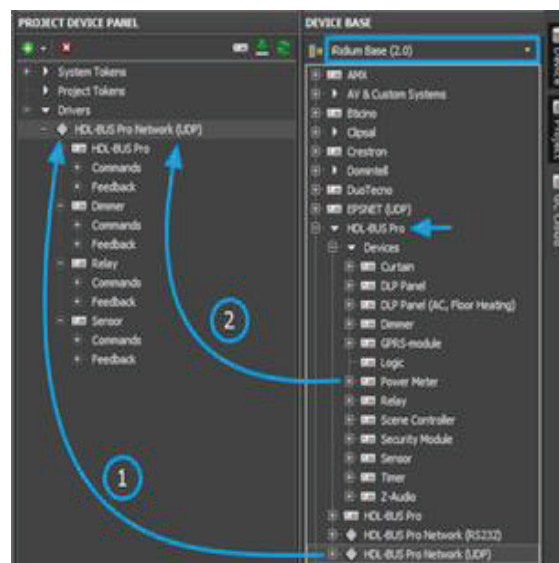 PROJECT DEVICE PANEL
System Tokens
Project Tokens
Drivers
HDL-BUS Pro Network (UDP)
HDL-BUS Pro
Commands
Feedback
Dimmer
Commands
Feedback
Relay
Commands
Feedback
Sensor
Commands
Feedback
1
2
DEVICE BASE
iRidium Base (2.0)
AMX
AV & Custom Systems
Bticino
Clipsal
Crestron
Domintell
DuoTecno
EPSNET (UDP)
HDL-BUS Pro
Devices
Curtain
DLP Panel
DLP Panel (AC, Floor Heating)
Dimmer
GPRS-module
Logic
Power Meter
Relay
Scene Controller
Security Module
Sensor
Timer
Z-Audio
HDL-BUS Pro
HDL-BUS Pro Network (RS232)
HDL-BUS Pro Network (UDP)